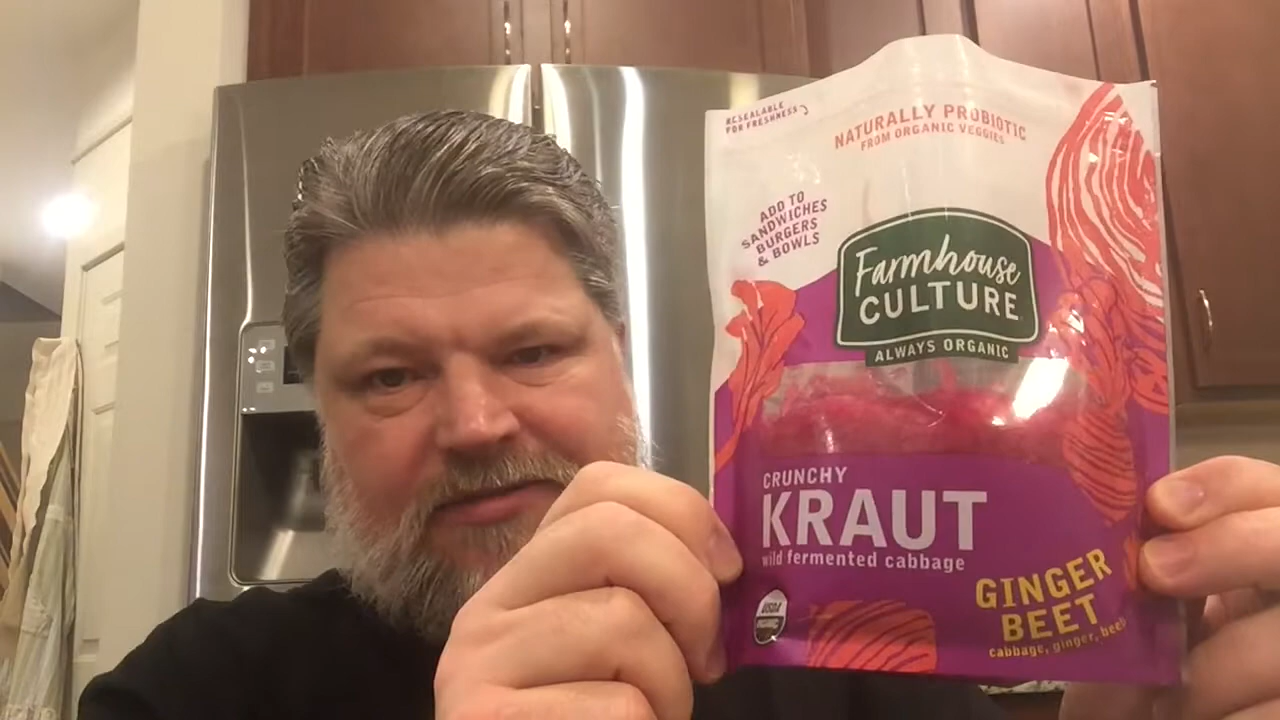 RESEALABLE
FOR FRESHNESS
NATURALLY PROBIOTIC
FROM ORGANIC VEGGIES
ADD TO
SANDWICHES
BURGERS
& BOWLS
Farmhouse
CULTURE
ALWAYS ORGANIC
CRUNCHY
KRAUT
wild fermented cabbage
USDA
ORGANIC
GINGER
BEET
cabbage, ginger, beets